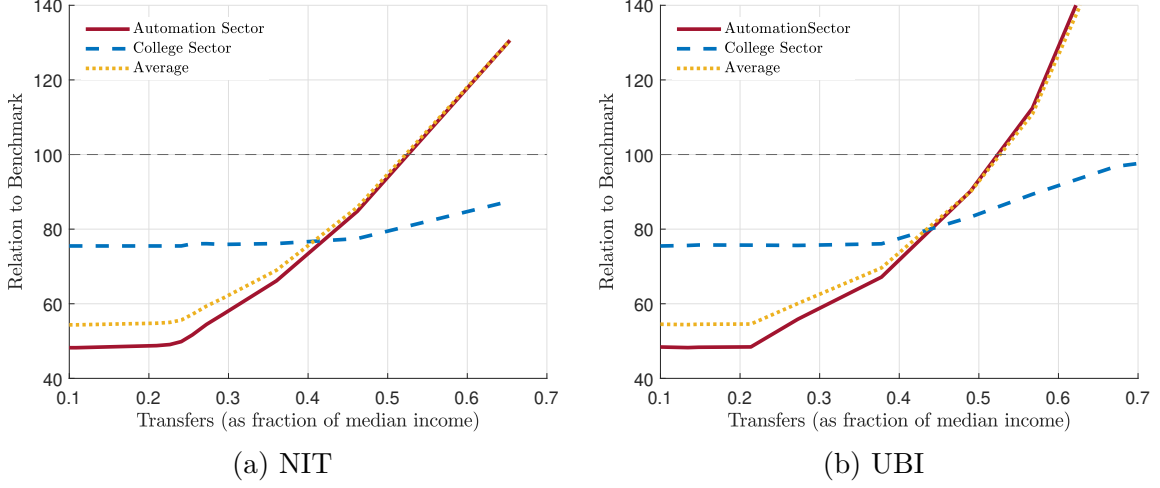 140
120
100
80
60
40
Relation to Benchmark
Automation Sector
College Sector
Average
0.1 0.2 0.3 0.4 0.5 0.6 0.7
Transfers (as fraction of median income)
(a) NIT
140
120
100
80
60
40
Relation to Benchmark
AutomationSector
College Sector
Average
0.1 0.2 0.3 0.4 0.5 0.6 0.7
Transfers (as fraction of median income)
(b) UBI